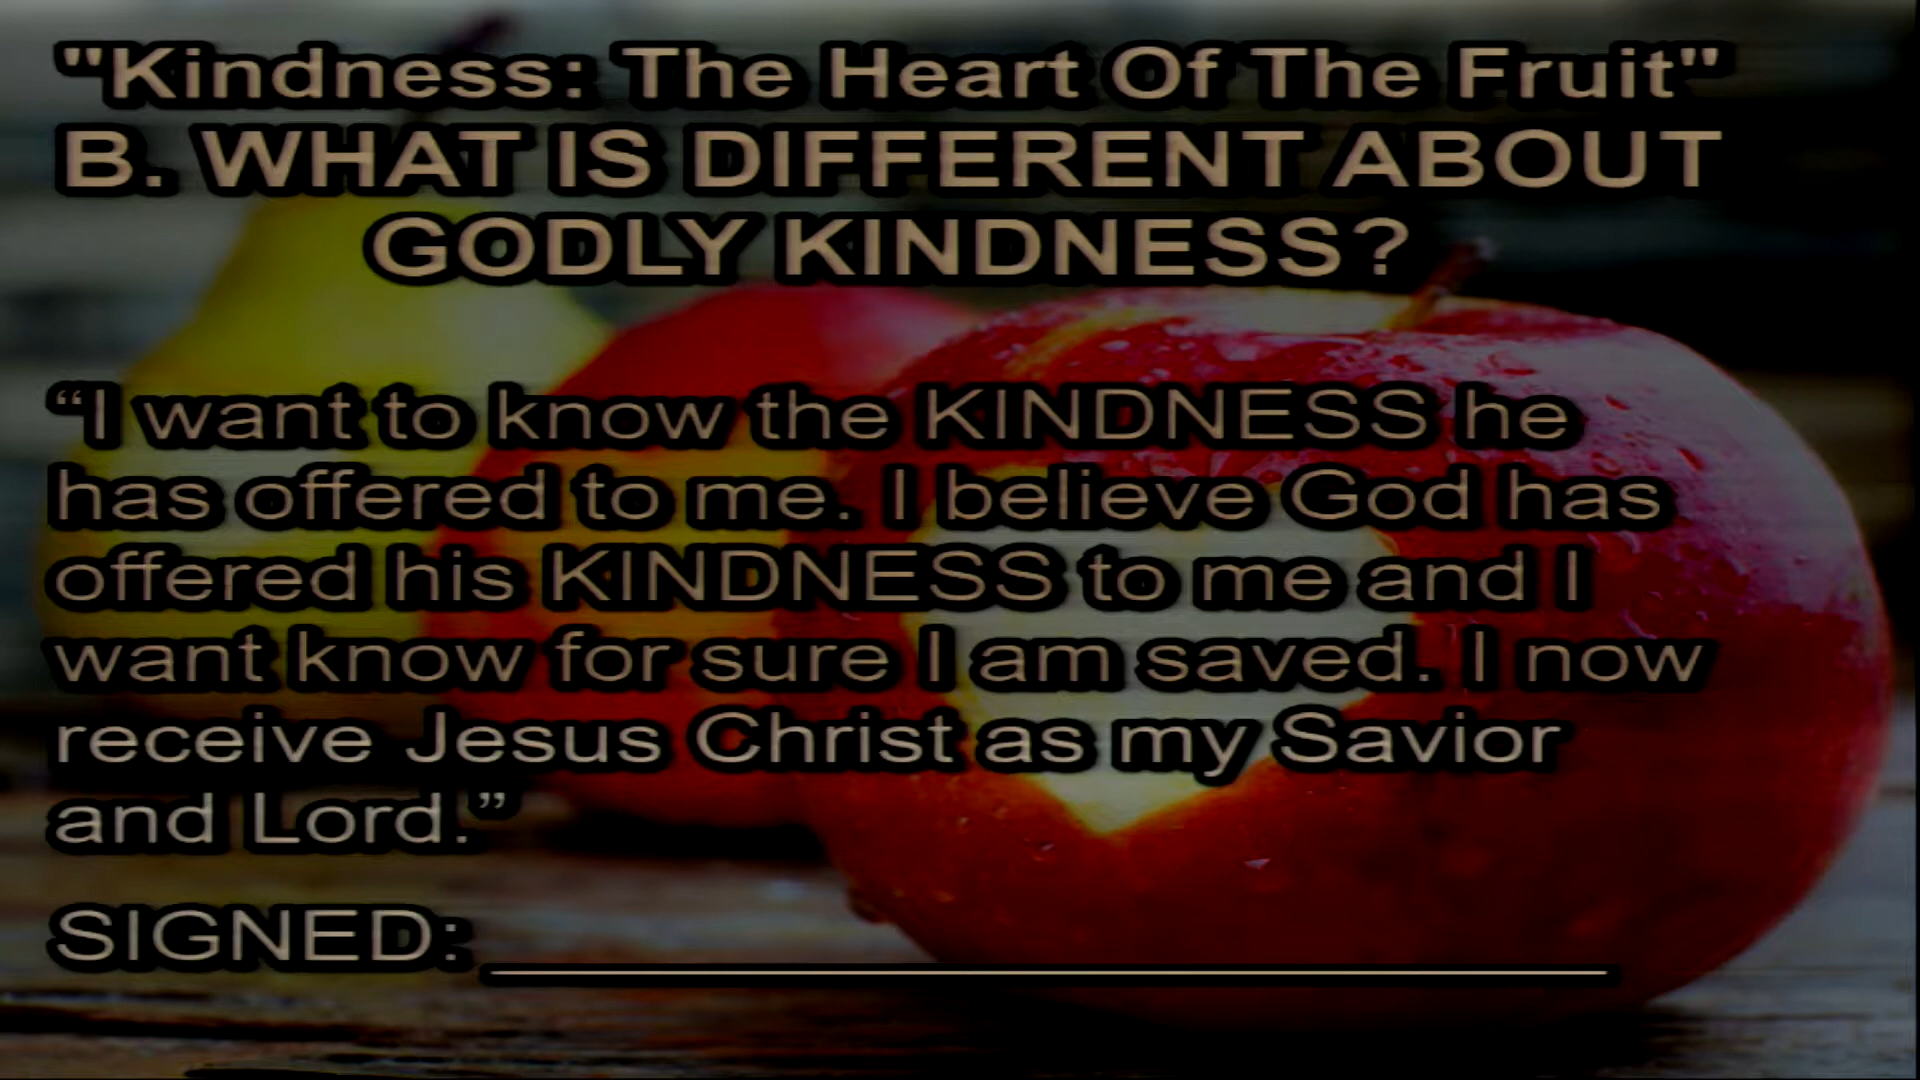 "Kindness: The Heart Of The Fruit"
B. WHAT IS DIFFERENT ABOUT
GODLY KINDNESS?
“I want to know the KINDNESS he
has offered to me. I believe God has
offered his KINDNESS to me and I
want know for sure I am saved. I now
receive Jesus Christ as my Savior
and Lord.”
SIGNED: ____________________